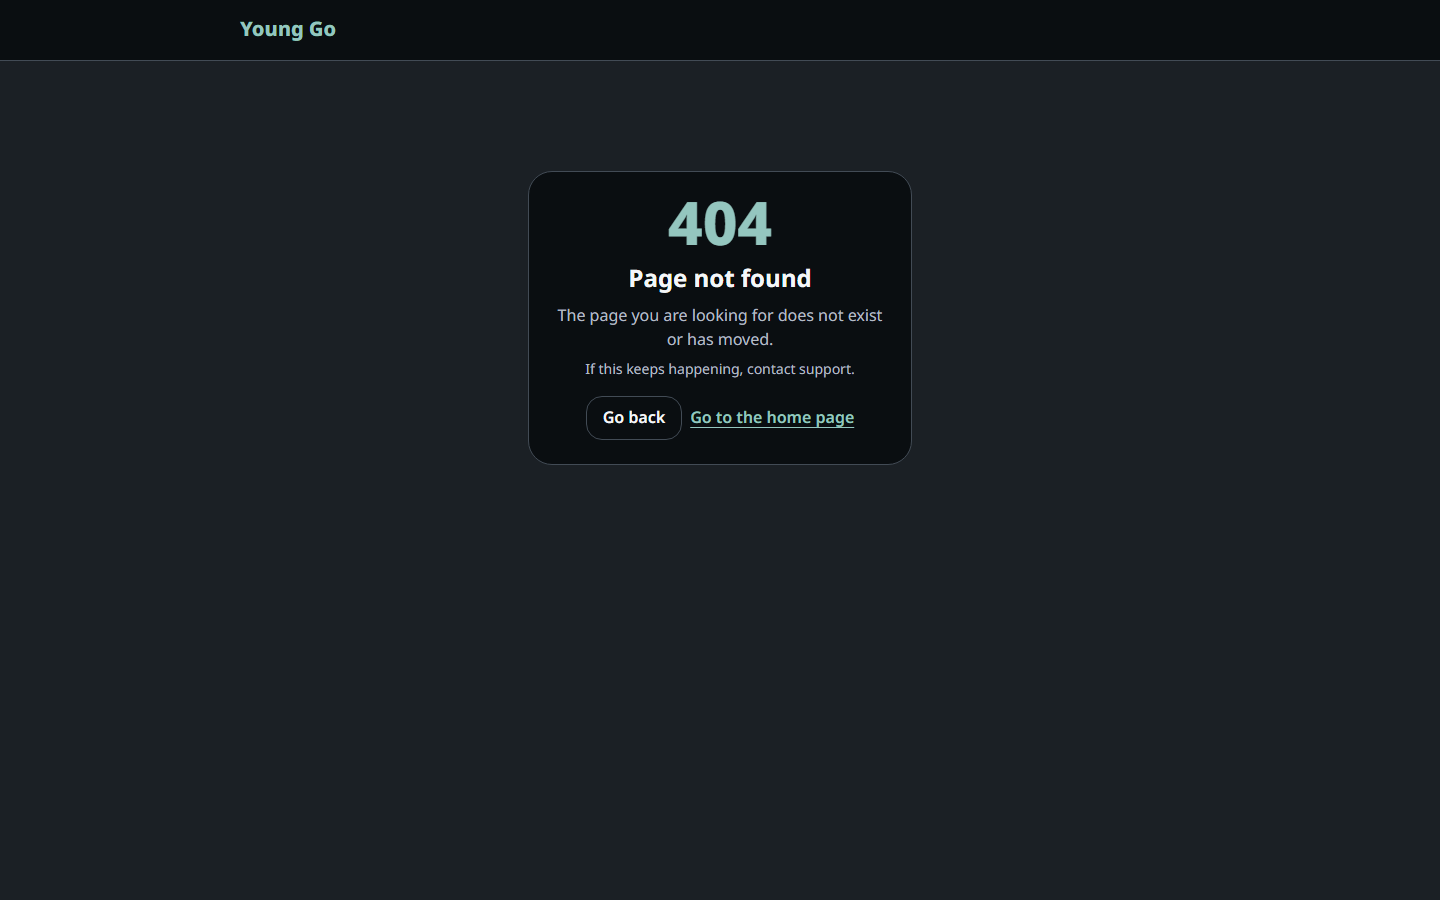 Young Go
404
Page not found
The page you are looking for does not exist
or has moved.
If this keeps happening, contact support.
Go back
Go to the home page